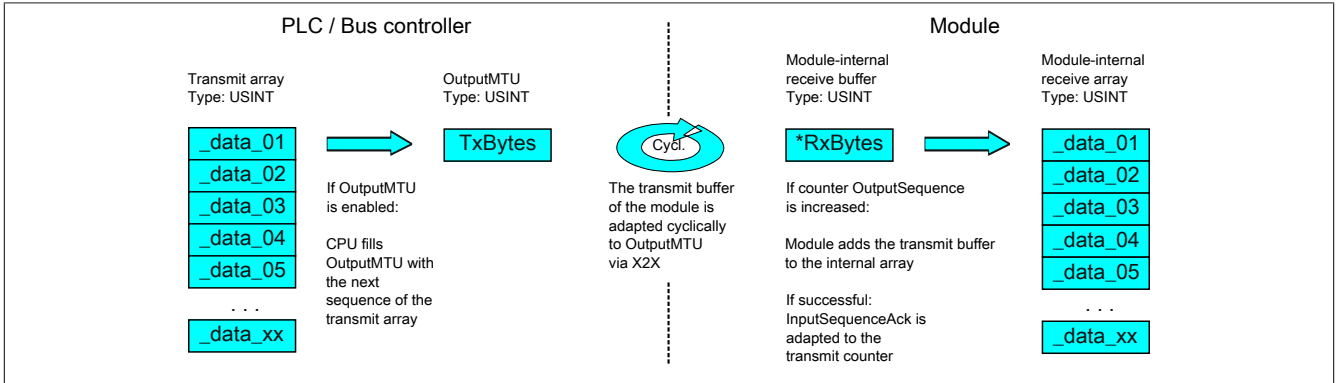 PLC / Bus controller
Module
Transmit array
Type: USINT
_data_01
_data_02
_data_03
_data_04
_data_05
. . .
_data_xx
If OutputMTU
is enabled:
CPU fills
OutputMTU with
the next
sequence of the
transmit array
OutputMTU
Type: USINT
TxBytes
Cycl.
The transmit buffer
of the module is
adapted cyclically
to OutputMTU
via X2X
Module-internal
receive buffer
Type: USINT
*RxBytes
If counter OutputSequence
is increased:
Module adds the transmit buffer
to the internal array
If successful:
InputSequenceAck is
adapted to the
transmit counter
Module-internal
receive array
Type: USINT
_data_01
_data_02
_data_03
_data_04
_data_05
. . .
_data_xx